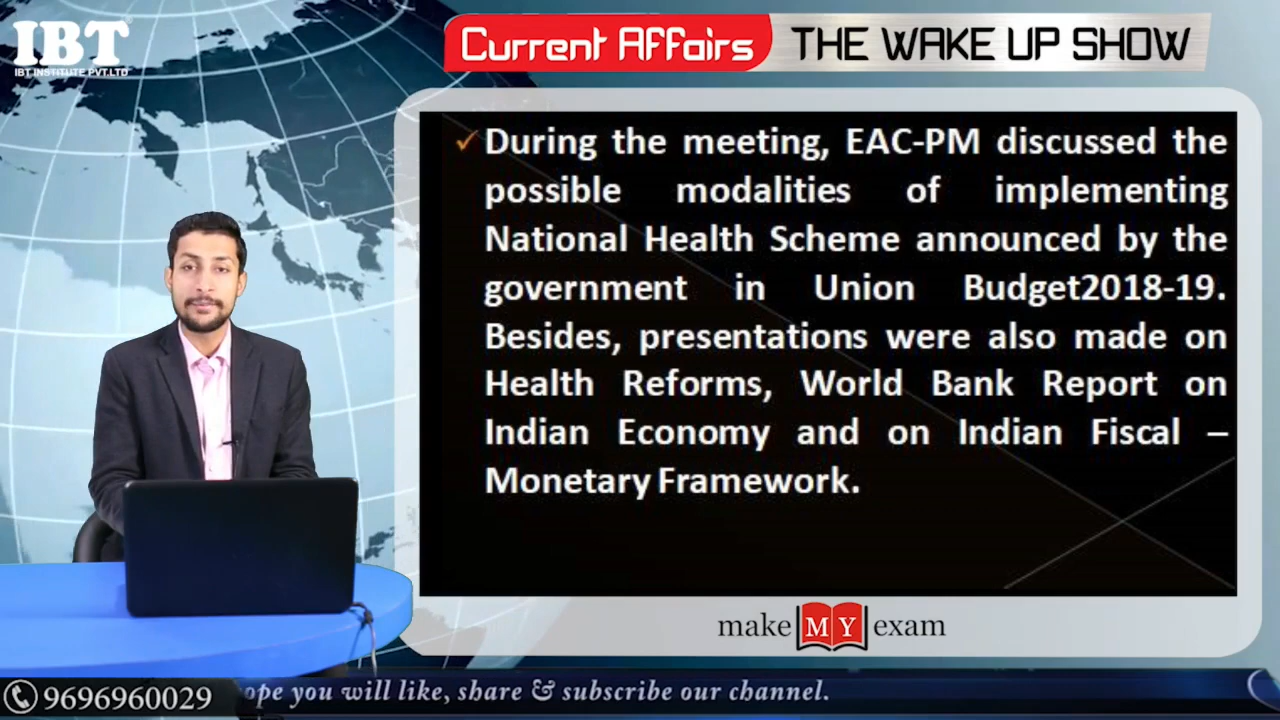 IBT
IBT INSTITUTE PVT.LTD
Current Affairs THE WAKE UP SHOW
✓ During the meeting, EAC-PM discussed the
possible modalities of implementing
National Health Scheme announced by the
government in Union Budget2018-19.
Besides, presentations were also made on
Health Reforms, World Bank Report on
Indian Economy and on Indian Fiscal –
Monetary Framework.
make MY exam
9696960029 ope you will like, share & subscribe our channel.